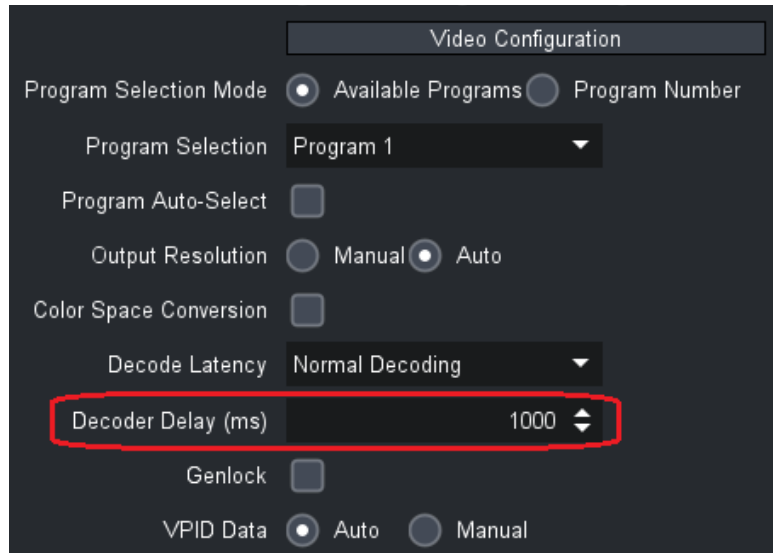 Video Configuration
Program Selection Mode Available Programs Program Number
Program Selection Program 1
Program Auto-Select
Output Resolution Manual Auto
Color Space Conversion
Decode Latency Normal Decoding
Decoder Delay (ms) 1000
Genlock
VPID Data Auto Manual